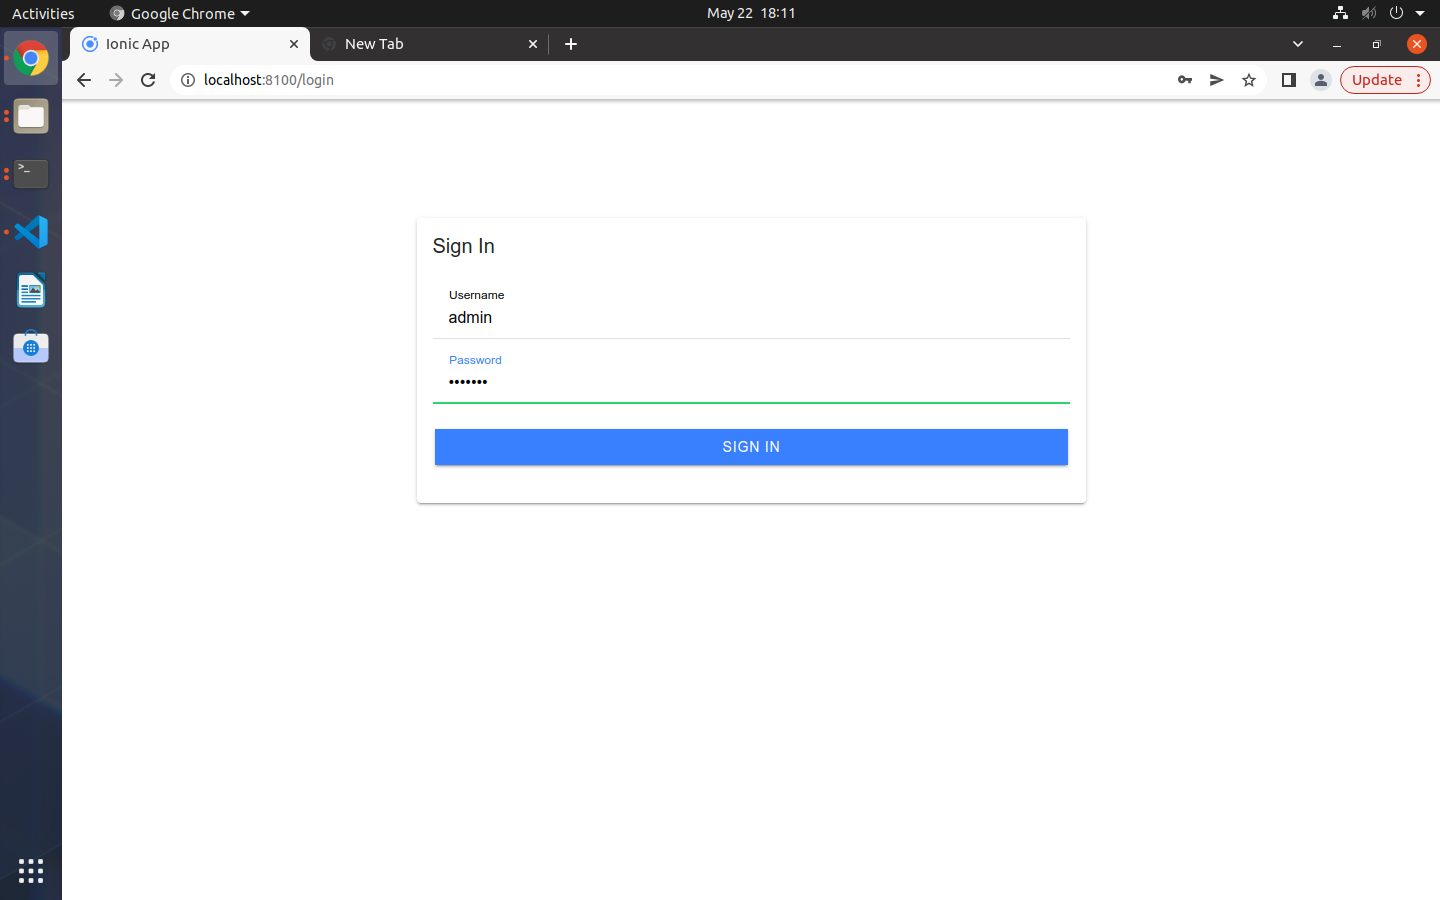 Activities
Google Chrome
May 22 18:11
Ionic App
New Tab
localhost:8100/login
Update
>_
Sign In
Username
admin
Password
•••••••
SIGN IN